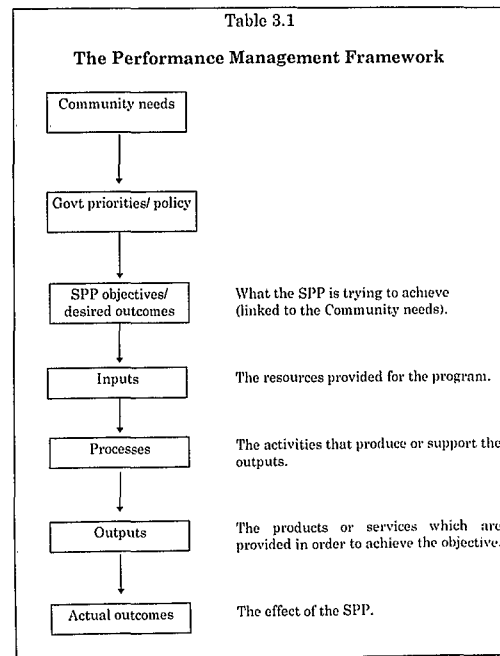 Table 3.1
The Performance Management Framework
Community needs
Govt priorities/ policy
SPP objectives/
desired outcomes
What the SPP is trying to achieve
(linked to the Community needs).
Inputs
The resources provided for the program.
Processes
The activities that produce or support the
outputs.
Outputs
The products or services which are
provided in order to achieve the objective.
Actual outcomes
The effect of the SPP.